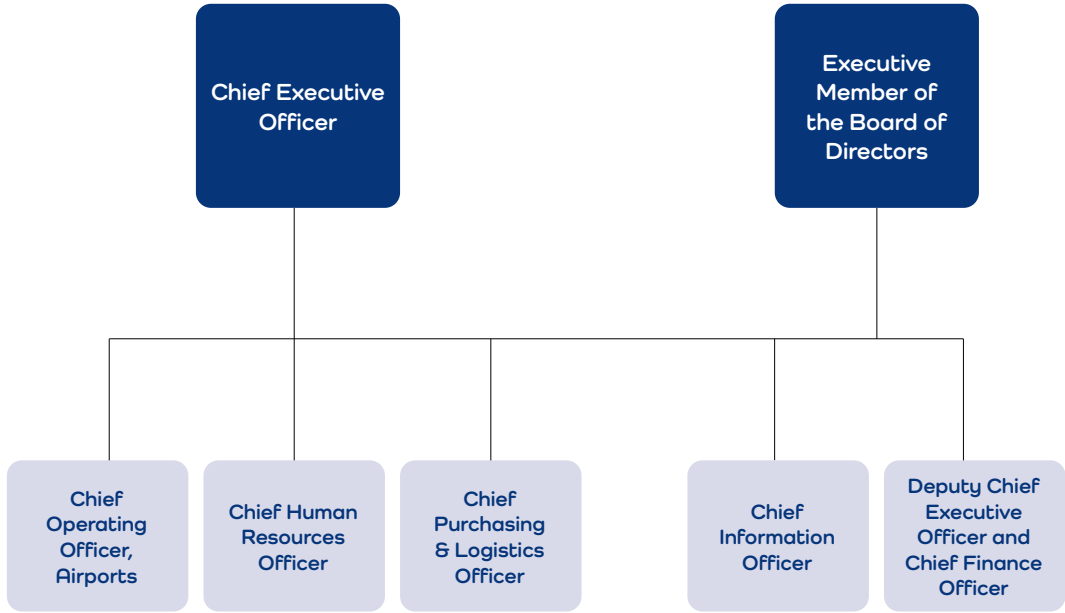 Chief Executive
Officer
Executive
Member of
the Board of
Directors
Chief
Operating
Officer,
Airports
Chief Human
Resources
Officer
Chief
Purchasing
& Logistics
Officer
Chief
Information
Officer
Deputy Chief
Executive
Officer and
Chief Finance
Officer